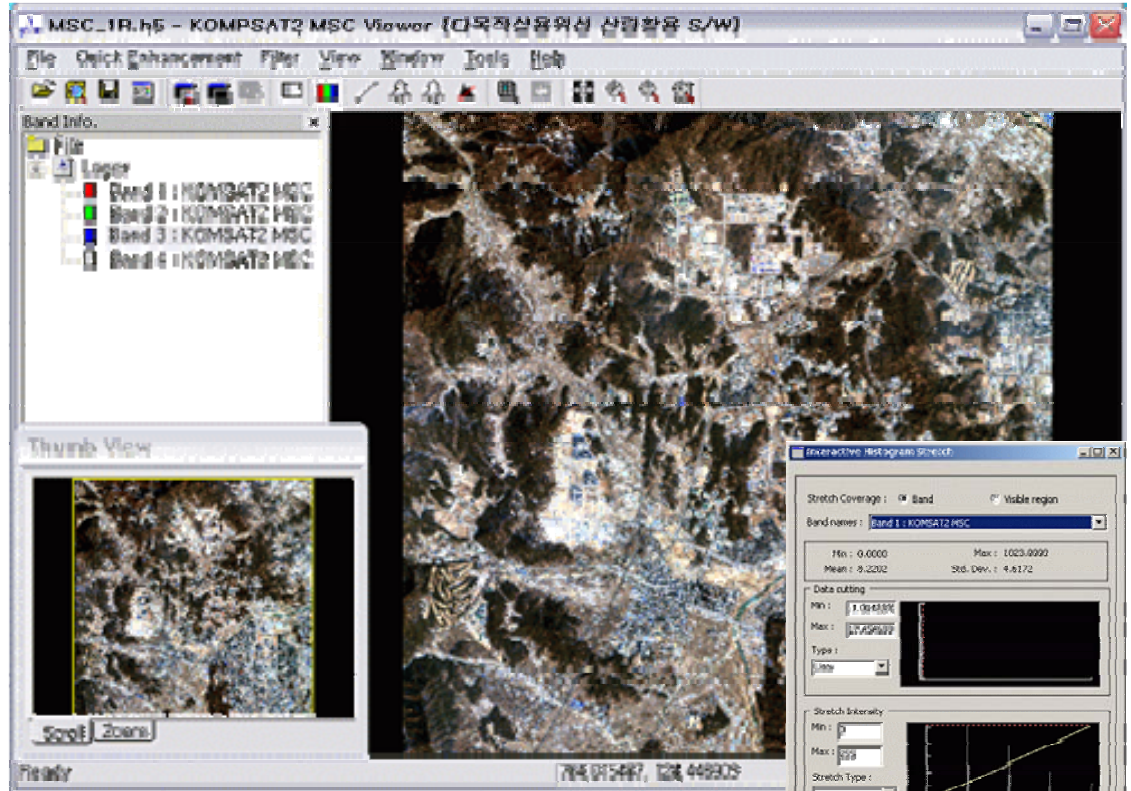 MSC_1R.h5 - KOMPSAT2 MSC Viewer (다목적실용위성 산림활용 S/W)
File Quick Enhancement Filter View Window Tools Help
Band Info.
File
Layer
Band 1 : KOMPSAT2 MSC
Band 2 : KOMPSAT2 MSC
Band 3 : KOMPSAT2 MSC
Band 4 : KOMPSAT2 MSC
Thumb View
Scroll Zoom
Ready
Interactive Histogram Stretch
Stretch Coverage : Band Visible region
Band names : Band 1 : KOMPSAT2 MSC
Min : 0.0000 Max : 1023.0000
Mean : 8.2202 Std. Dev. : 4.6172
Data cutting
Min :
Max :
Type :
Stretch Intensity
Min :
Max :
Stretch Type :